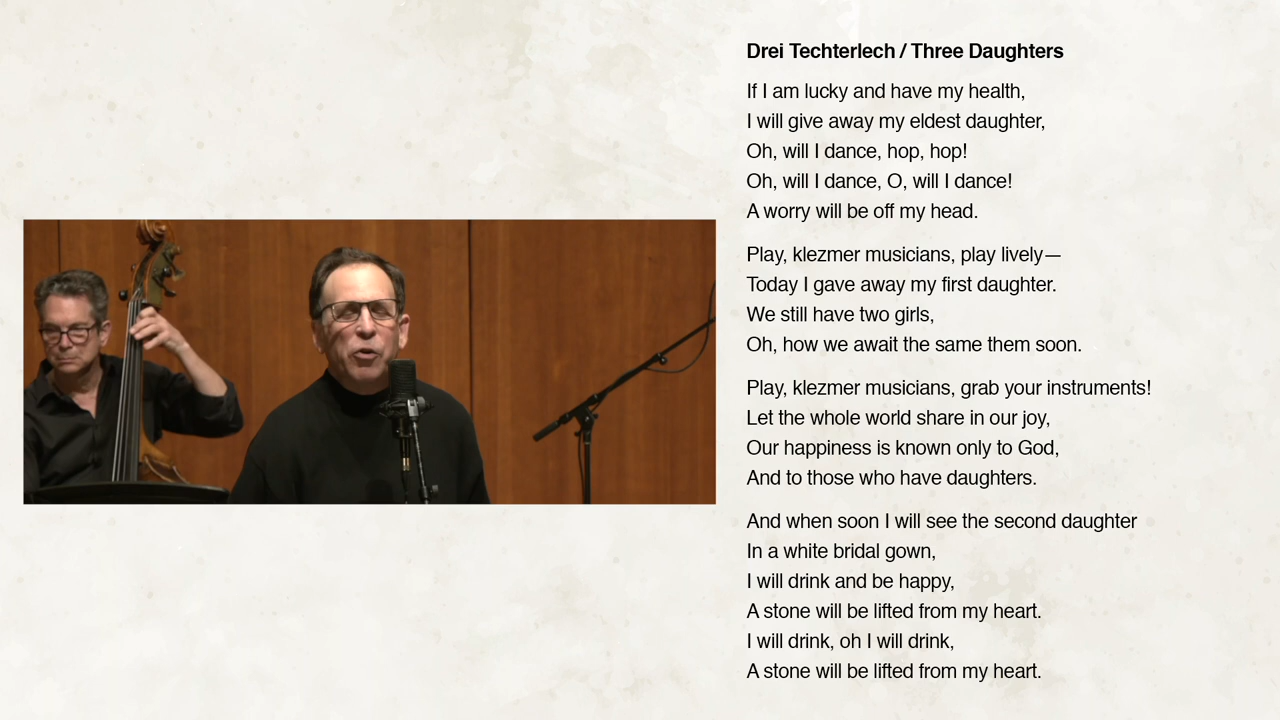 Drei Techterlech / Three Daughters
If I am lucky and have my health,
I will give away my eldest daughter,
Oh, will I dance, hop, hop!
Oh, will I dance, O, will I dance!
A worry will be off my head.
Play, klezmer musicians, play lively—
Today I gave away my first daughter.
We still have two girls,
Oh, how we await the same them soon.
Play, klezmer musicians, grab your instruments!
Let the whole world share in our joy,
Our happiness is known only to God,
And to those who have daughters.
And when soon I will see the second daughter
In a white bridal gown,
I will drink and be happy,
A stone will be lifted from my heart.
I will drink, oh I will drink,
A stone will be lifted from my heart.